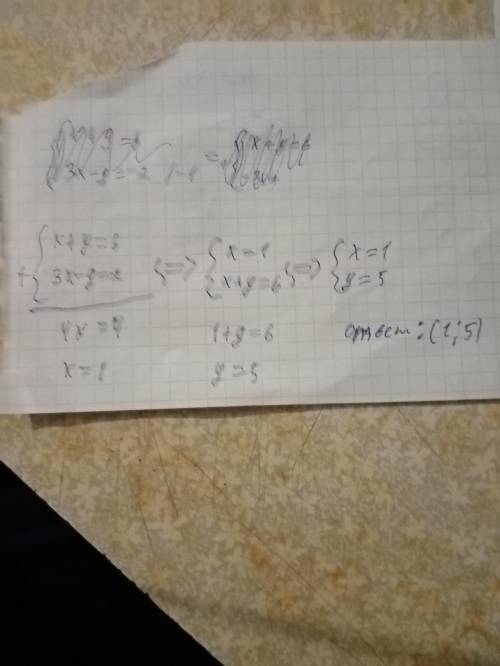 3x-y=-2
{x+y=6 <=> {x=1 <=> {x=1
+ {3x-y=-2 {x+y=6 {y=5
4x=4 1+y=6 ответ: (1;5)
x=1 y=5